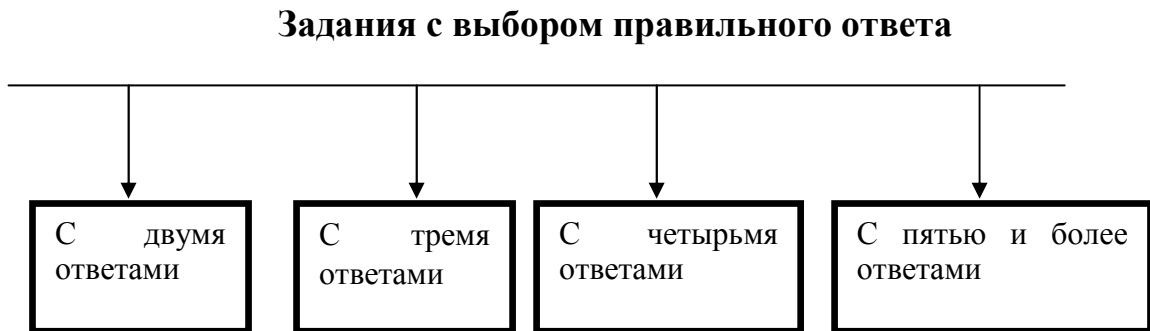 Задания с выбором правильного ответа
С двумя
ответами
С тремя
ответами
С четырьмя
ответами
С пятью и более
ответами